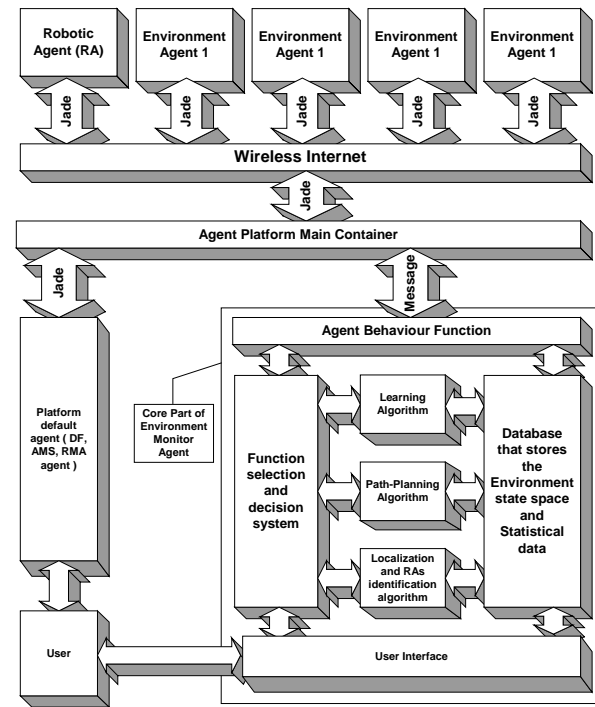 Robotic
Agent (RA)
Environment
Agent 1
Environment
Agent 1
Environment
Agent 1
Environment
Agent 1
Jade
Jade
Jade
Jade
Jade
Wireless Internet
Jade
Agent Platform Main Container
Jade
Message
Agent Behaviour Function
Platform
default
agent ( DF,
AMS, RMA
agent )
Core Part of
Environment
Monitor
Agent
Function
selection
and
decision
system
Learning
Algorithm
Path-Planning
Algorithm
Localization
and RAs
identification
algorithm
Database
that stores
the
Environment
state space
and
Statistical
data
User
User Interface